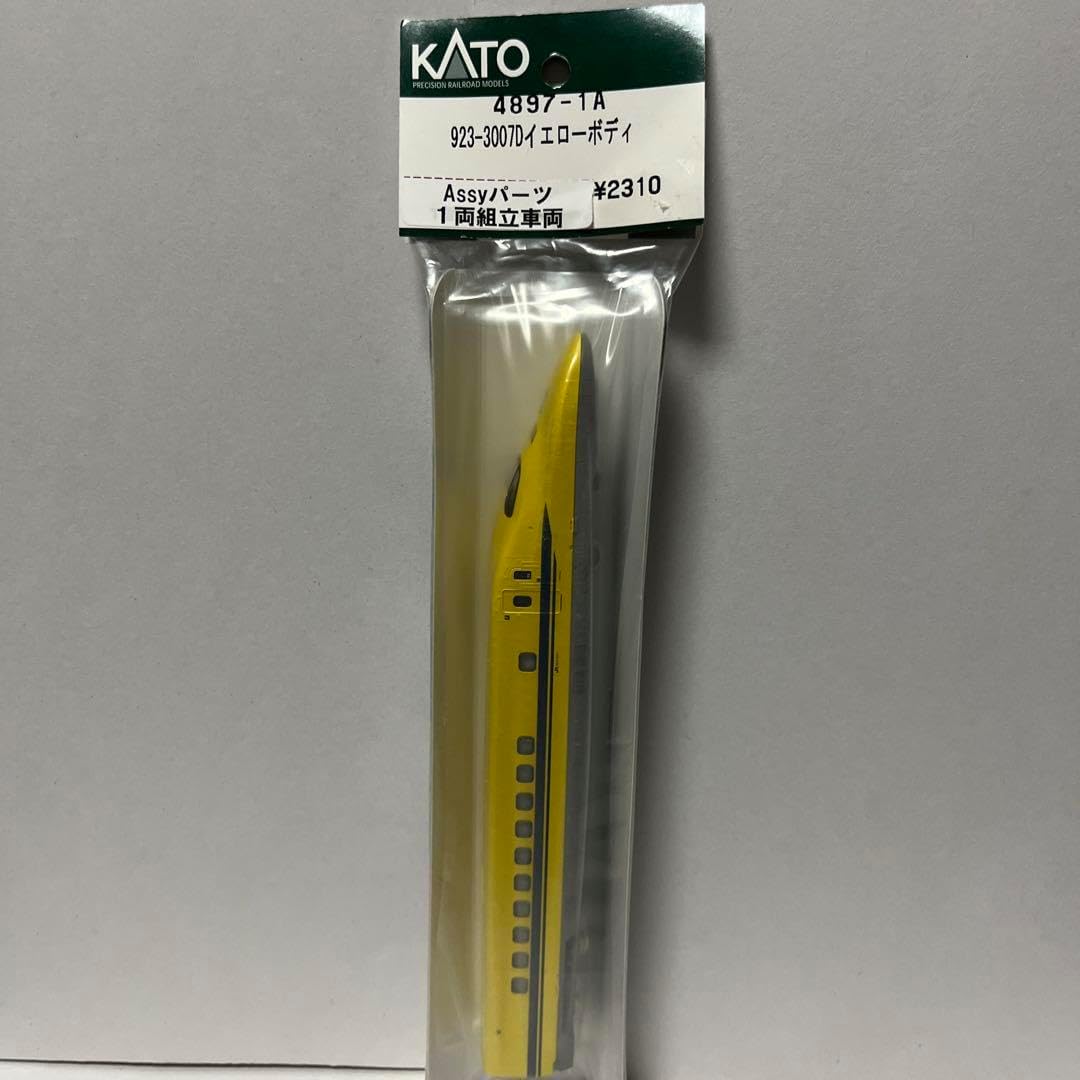 KATO
PRECISION RAILROAD MODELS
4897-1A
923-3007Dイエローボディ
Assyパーツ
¥2310
1両組立車両